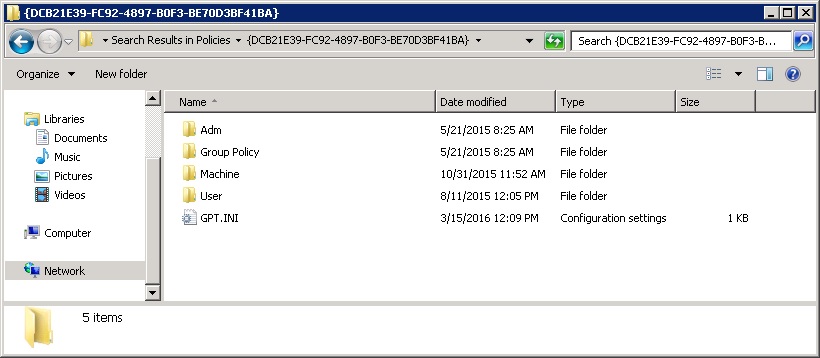 {DCB21E39-FC92-4897-B0F3-BE70D3BF41BA}
Search Results in Policies {DCB21E39-FC92-4897-B0F3-BE70D3BF41BA} Search {DCB21E39-FC92-4897-B0F3-B...
Organize New folder
Name Date modified Type Size
Libraries
Documents
Music
Pictures
Videos
Computer
Network
Adm 5/21/2015 8:25 AM File folder
Group Policy 5/21/2015 8:25 AM File folder
Machine 10/31/2015 11:52 AM File folder
User 8/11/2015 12:05 PM File folder
GPT.INI 3/15/2016 12:09 PM Configuration settings 1 KB
5 items